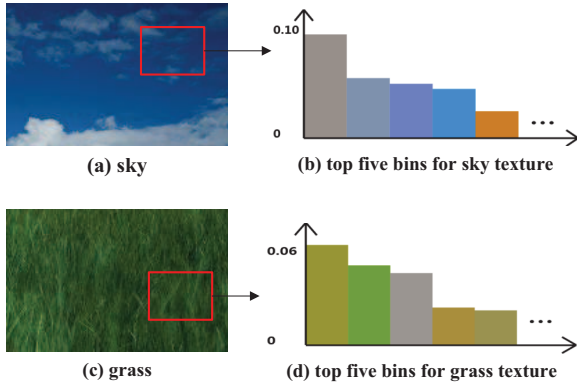 0.10
0
...
(a) sky
(b) top five bins for sky texture
0.06
0
...
(c) grass
(d) top five bins for grass texture